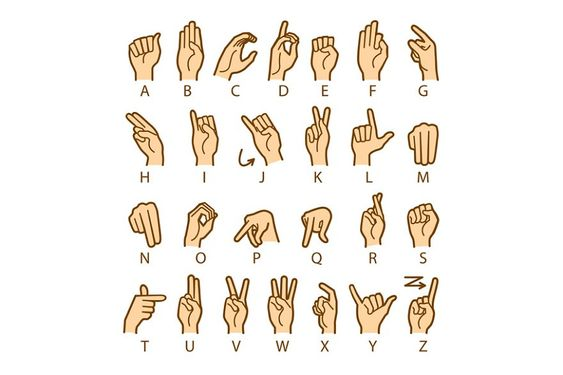 A B C D E F G
H I J K L M
N O P Q R S
T U V W X Y Z